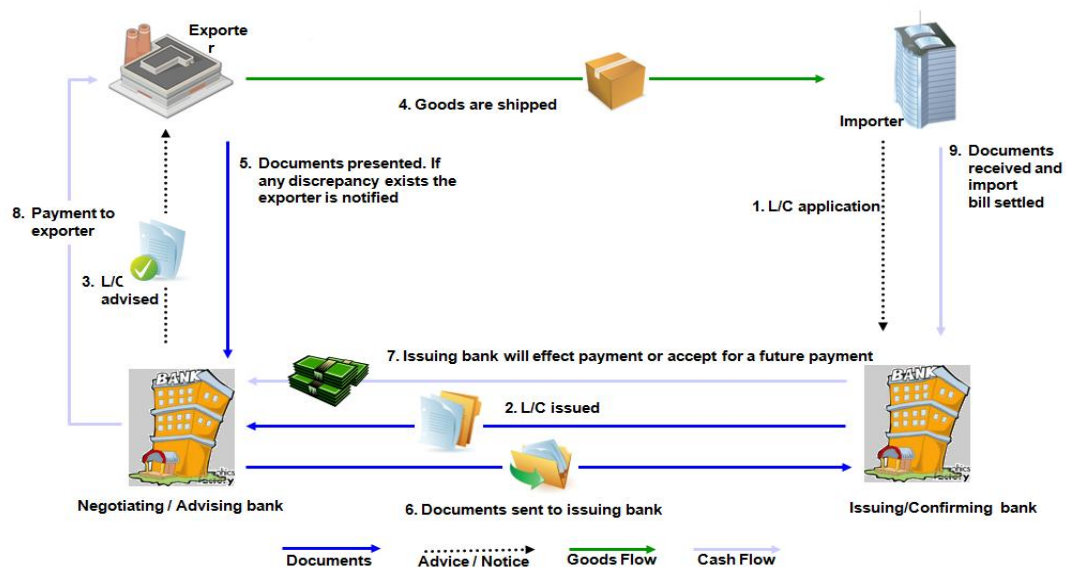 Exporte
r
4. Goods are shipped
Importer
5. Documents presented. If
any discrepancy exists the
exporter is notified
9. Documents
received and
import
bill settled
1. L/C application
8. Payment to
exporter
3. L/C
advised
7. Issuing bank will effect payment or accept for a future payment
BANK
BANK
2. L/C issued
Negotiating / Advising bank
6. Documents sent to issuing bank
Issuing/Confirming bank
Documents
Advice / Notice
Goods Flow
Cash Flow